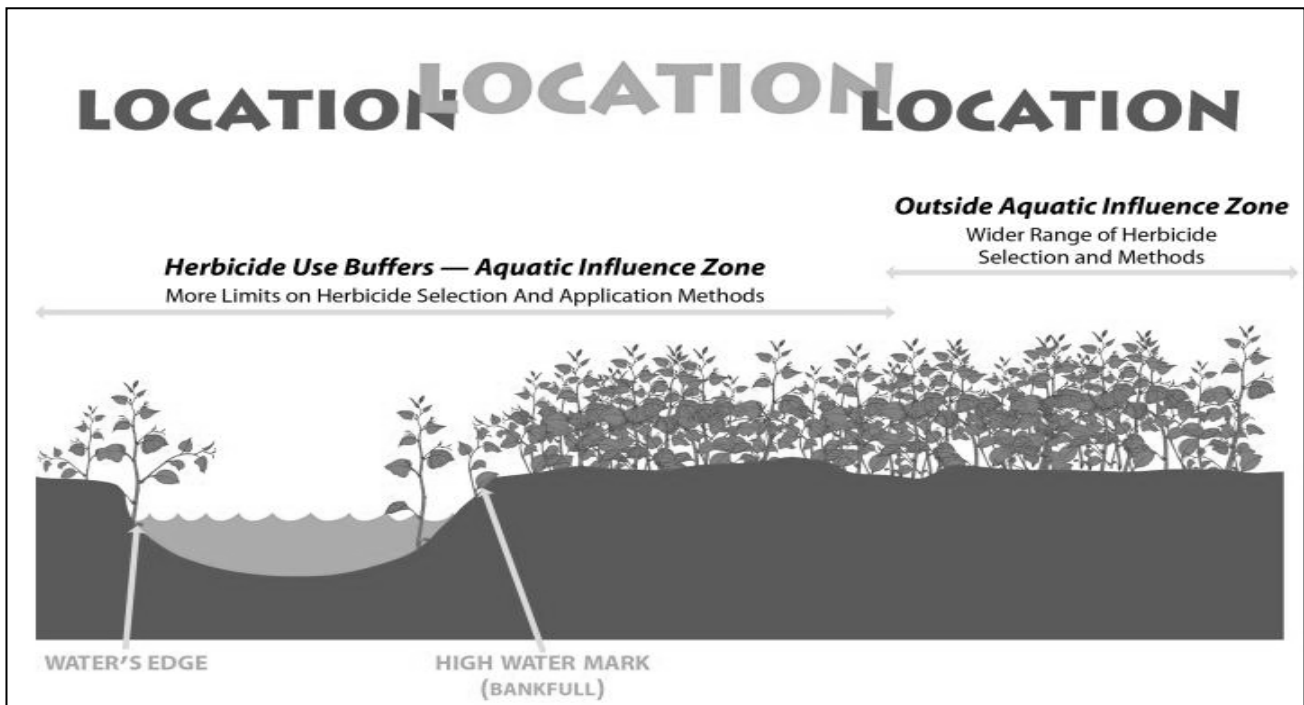 LOCATION LOCATION LOCATION
Outside Aquatic Influence Zone
Wider Range of Herbicide
Selection and Methods
Herbicide Use Buffers — Aquatic Influence Zone
More Limits on Herbicide Selection And Application Methods
WATER'S EDGE
HIGH WATER MARK
(BANKFULL)